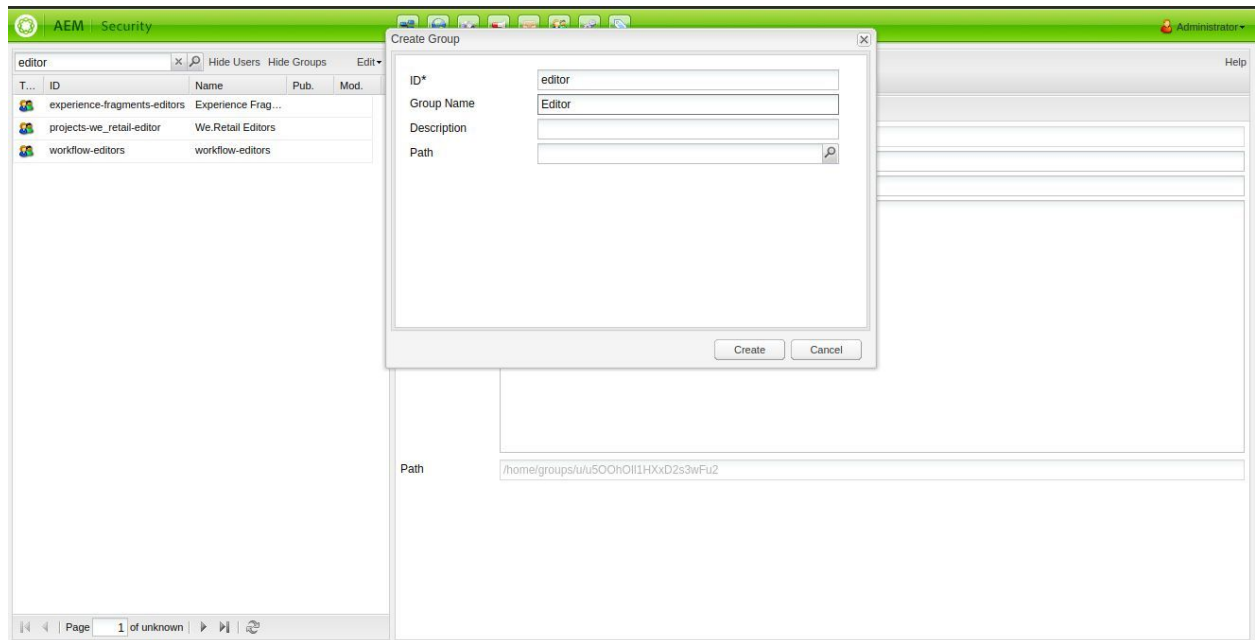 AEM Security
Administrator
editor
Hide Users Hide Groups Edit
T... ID Name Pub. Mod.
experience-fragments-editors Experience Frag...
projects-we_retail-editor We.Retail Editors
workflow-editors workflow-editors
Page 1 of unknown
Create Group
ID* editor
Group Name Editor
Description
Path
Create Cancel
Help
Path /home/groups/u/u5OOhOIl1HXxD2s3wFu2